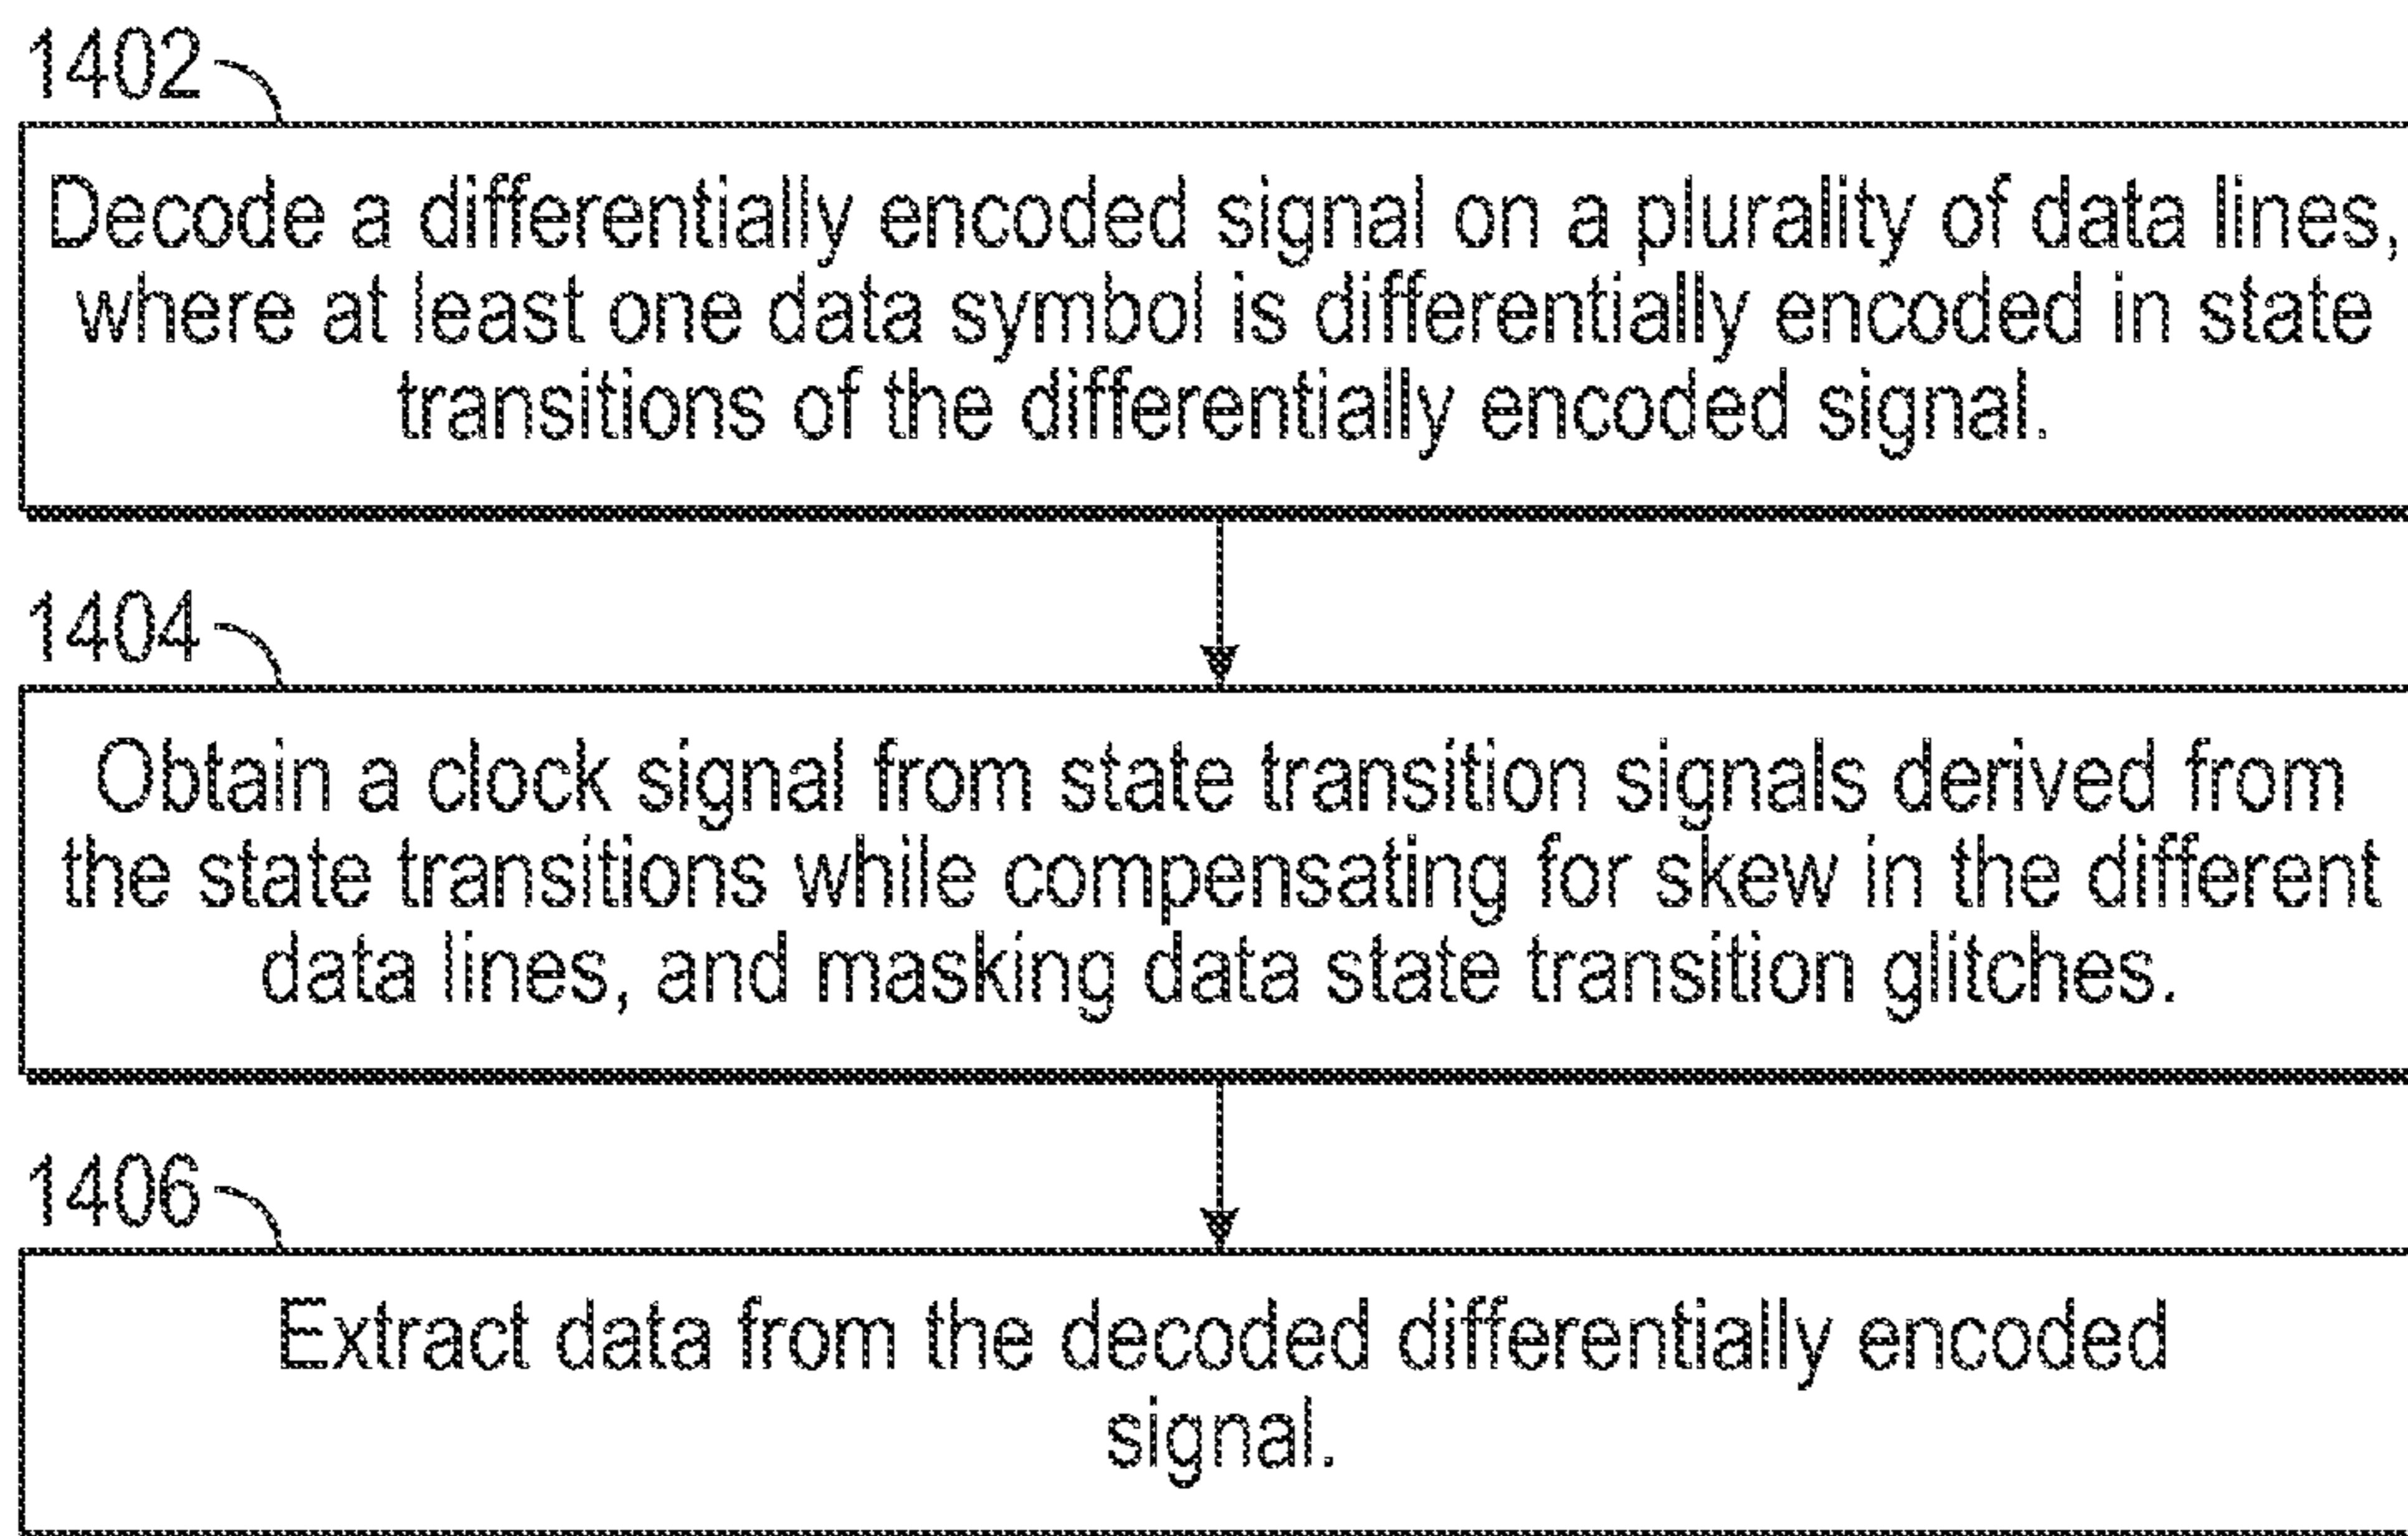 1402
Decode a differentially encoded signal on a plurality of data lines,
where at least one data symbol is differentially encoded in state
transitions of the differentially encoded signal.
1404
Obtain a clock signal from state transition signals derived from
the state transitions while compensating for skew in the different
data lines, and masking data state transition glitches.
1406
Extract data from the decoded differentially encoded
signal.